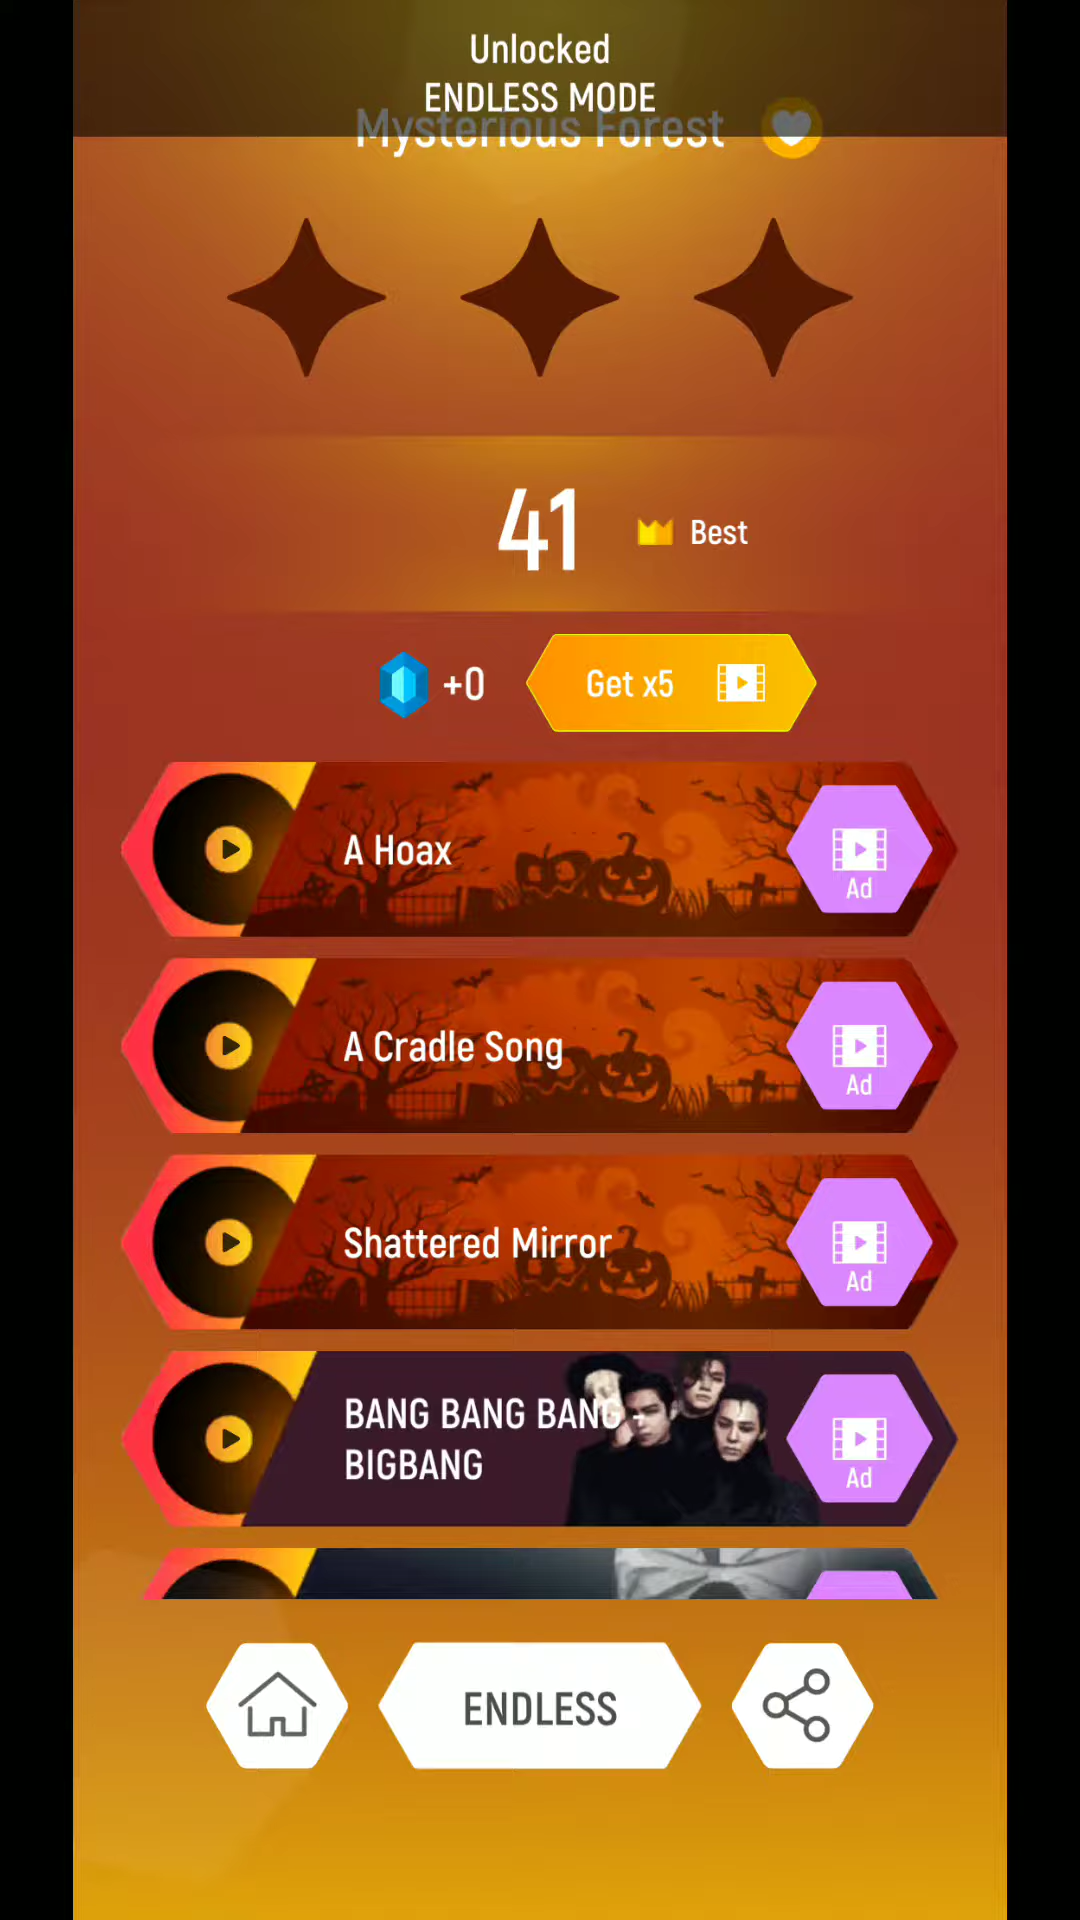 Unlocked
ENDLESS MODE
Mysterious Forest
41
Best
+0
Get x5
A Hoax
Ad
A Cradle Song
Ad
Shattered Mirror
Ad
BANG BANG BANG -
BIGBANG
Ad
ENDLESS